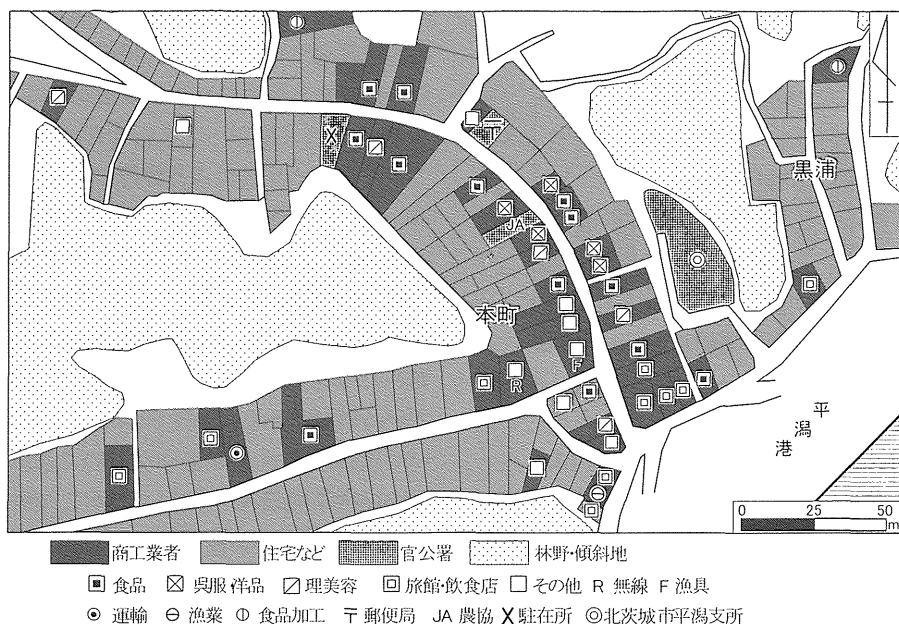 黒浦
JA
本町
R
F
平潟港
0 25 50
m
商工業者 住宅など 官公署 林野・傾斜地
食品 呉服・洋品 理美容 旅館・飲食店 その他 R 無線 F 漁具
運輸 漁業 食品加工 〒 郵便局 JA 農協 X 駐在所 ◎北茨城市平潟支所